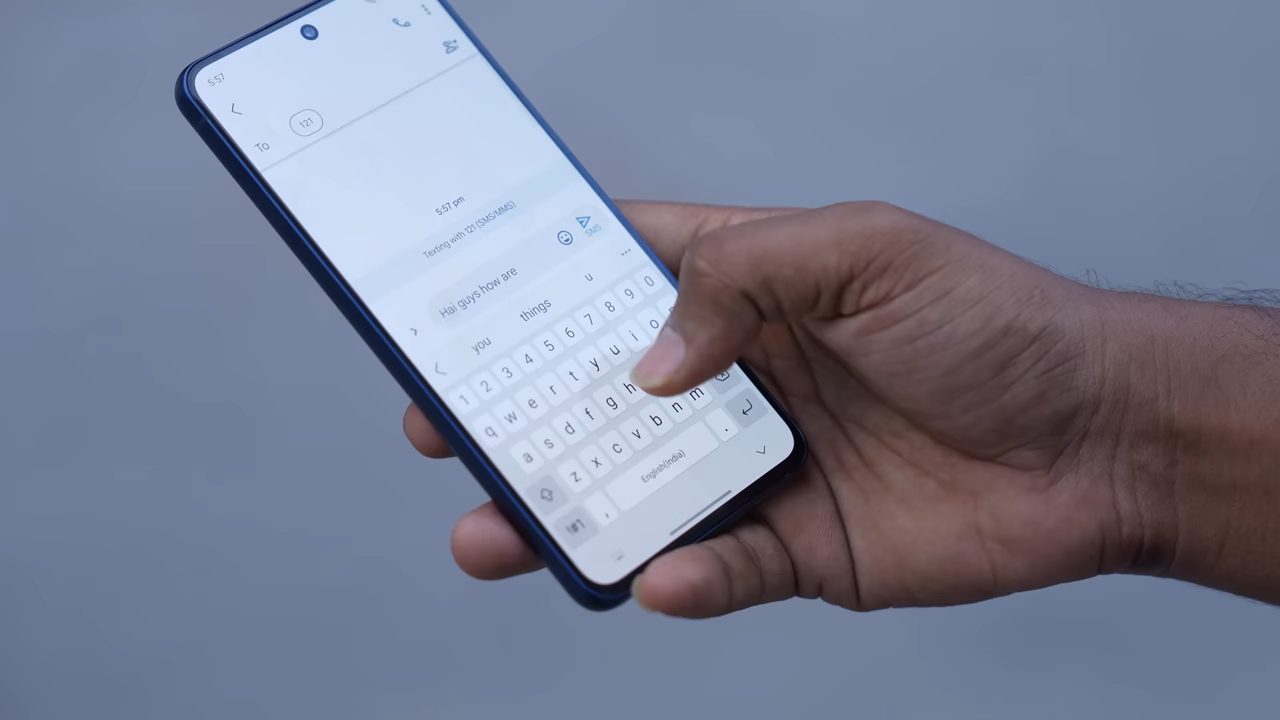 5:57
121
To
5:57 pm
Texting with 121 (SMS/MMS)
SMS
Hai guys how are
you things u
1 2 3 4 5 6 7 8 9 0
q w e r t y u i o
a s d f g h
z x c v b n m
!#1 , English(India) .